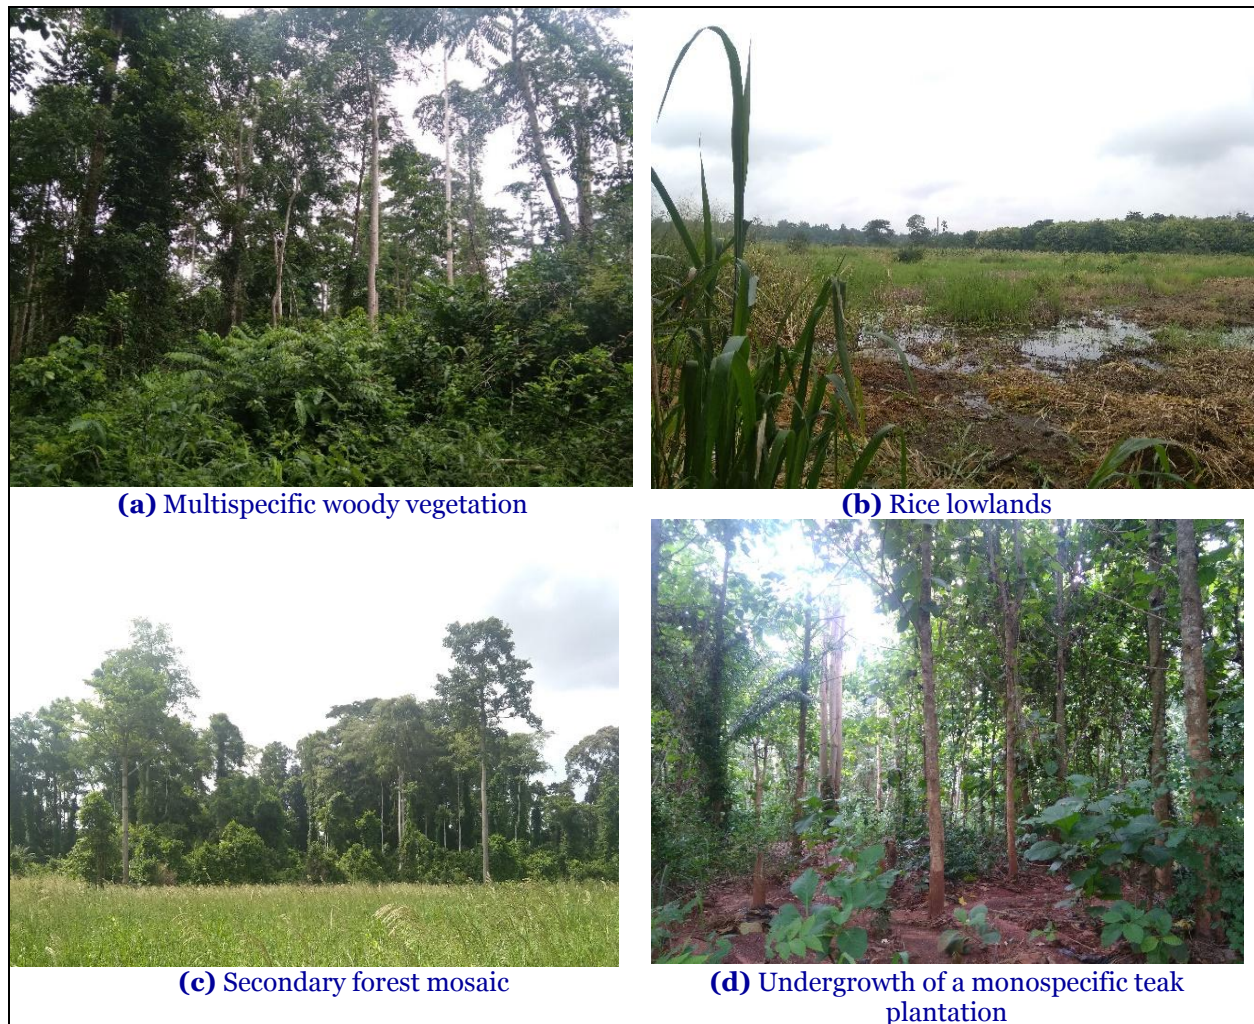 (a) Multispecific woody vegetation
(b) Rice lowlands
(c) Secondary forest mosaic
(d) Undergrowth of a monospecific teak
plantation